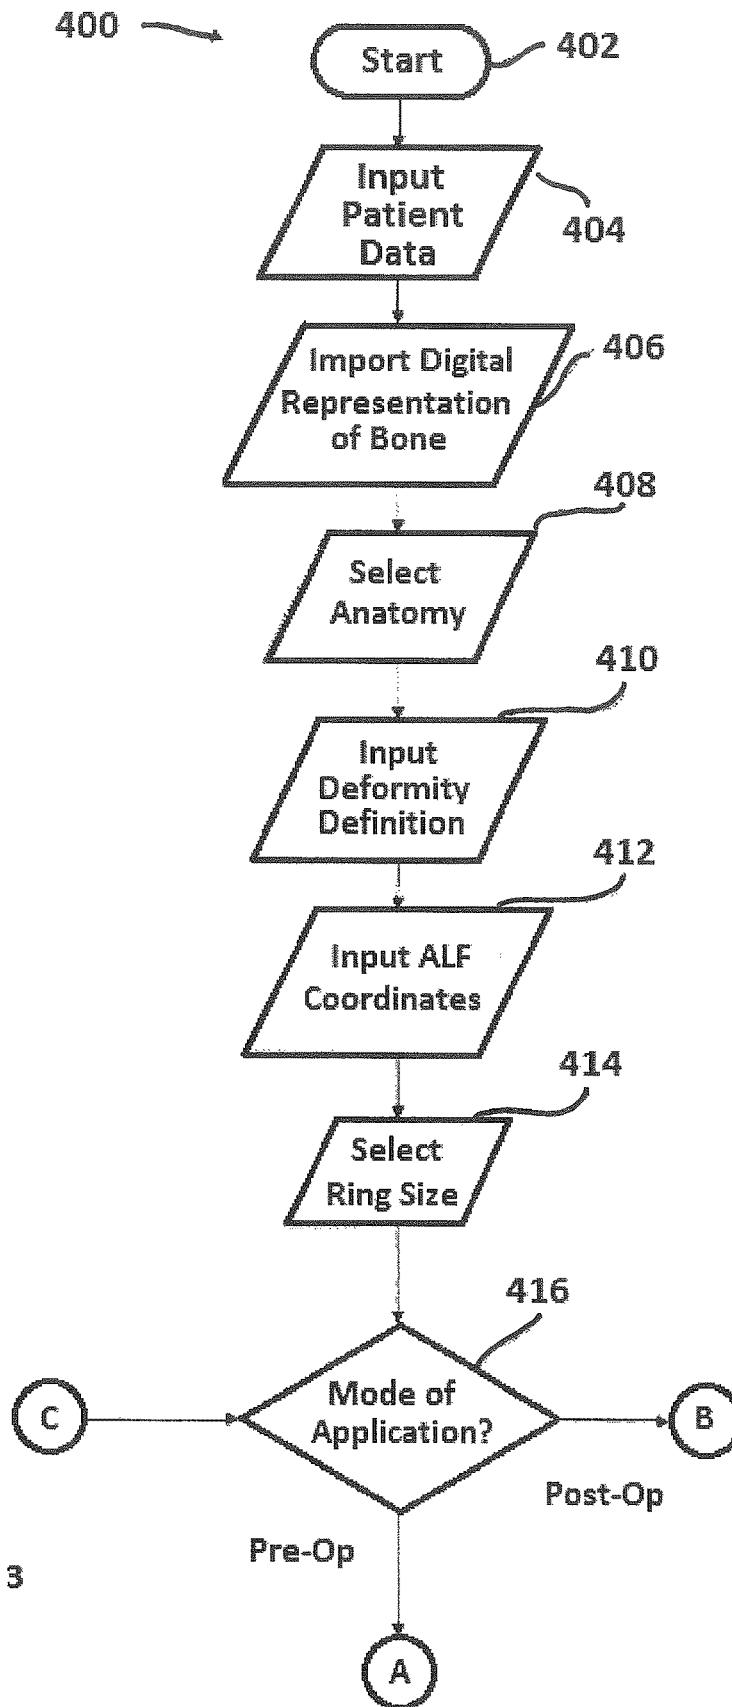 400
Start
402
Input
Patient
Data
404
Import Digital
Representation
of Bone
406
408
Select
Anatomy
410
Input
Deformity
Definition
412
Input ALF
Coordinates
414
Select
Ring Size
416
C
Mode of
Application?
B
Post-Op
Pre-Op
3
A